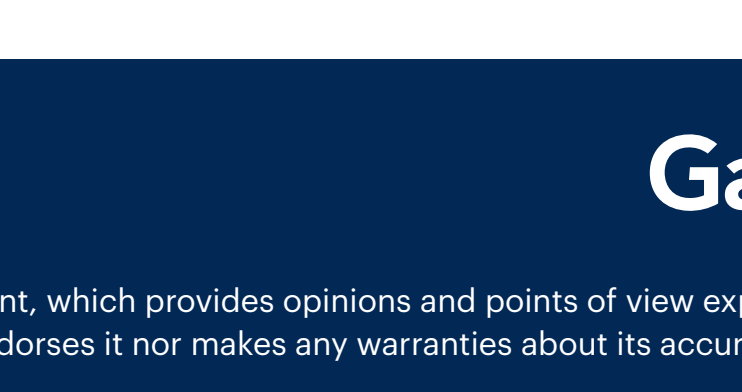 Ga
nt, which provides opinions and points of view exp
dorses it nor makes any warranties about its accur